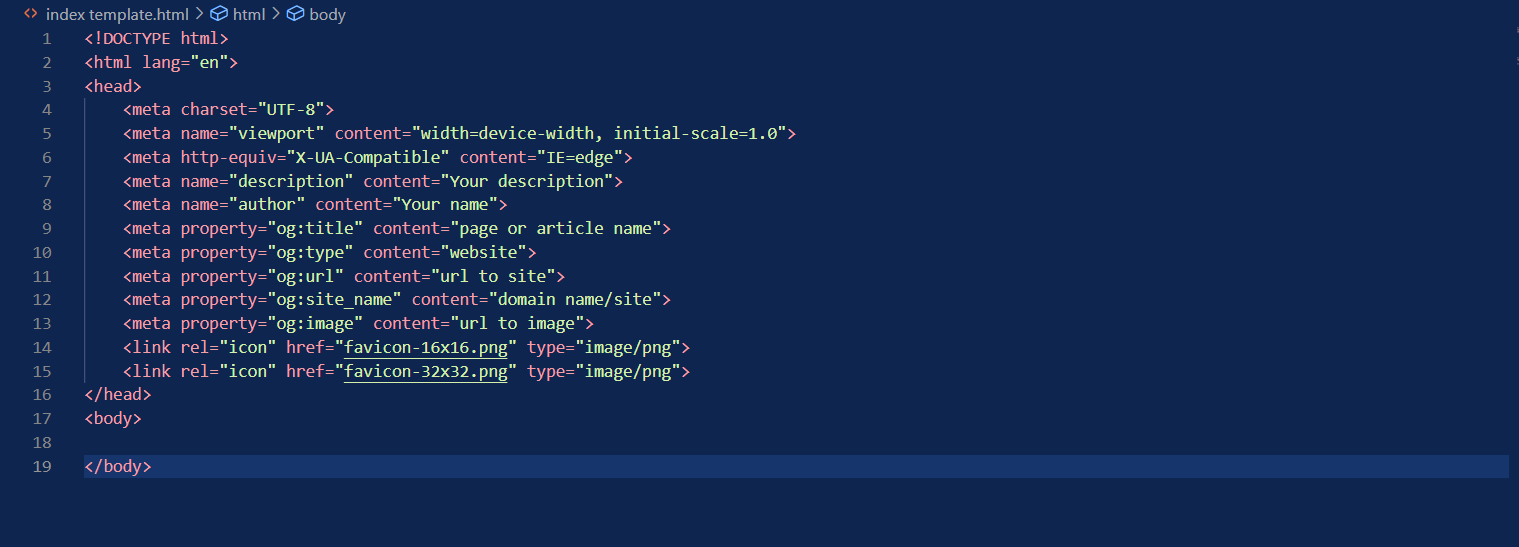 index template.html > html > body
1 <!DOCTYPE html>
2 <html lang="en">
3 <head>
4     <meta charset="UTF-8">
5     <meta name="viewport" content="width=device-width, initial-scale=1.0">
6     <meta http-equiv="X-UA-Compatible" content="IE=edge">
7     <meta name="description" content="Your description">
8     <meta name="author" content="Your name">
9     <meta property="og:title" content="page or article name">
10     <meta property="og:type" content="website">
11     <meta property="og:url" content="url to site">
12     <meta property="og:site_name" content="domain name/site">
13     <meta property="og:image" content="url to image">
14     <link rel="icon" href="favicon-16x16.png" type="image/png">
15     <link rel="icon" href="favicon-32x32.png" type="image/png">
16 </head>
17 <body>
18
19 </body>